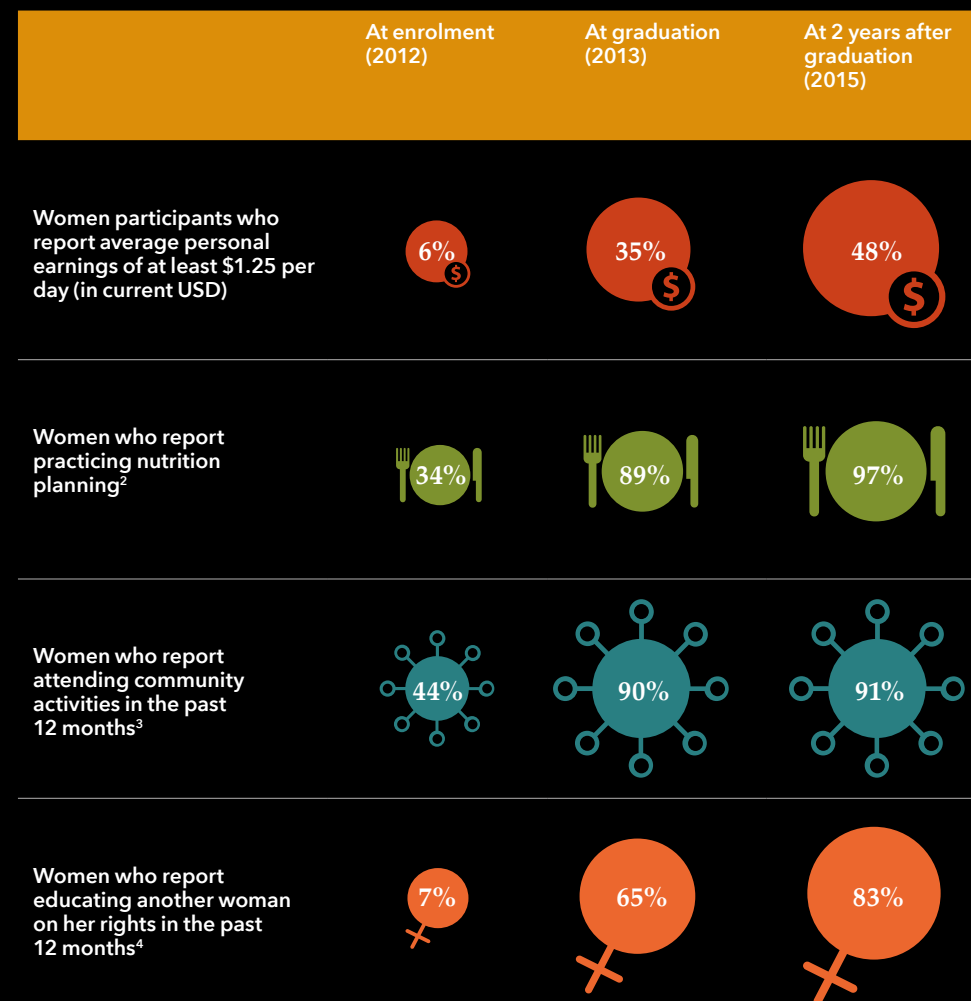 At enrolment
(2012)
At graduation
(2013)
At 2 years after
graduation
(2015)
Women participants who
report average personal
earnings of at least $1.25 per
day (in current USD)
6%
$
35%
$
48%
$
Women who report
practicing nutrition
planning²
34%
89%
97%
Women who report
attending community
activities in the past
12 months³
44%
90%
91%
Women who report
educating another woman
on her rights in the past
12 months⁴
7%
65%
83%